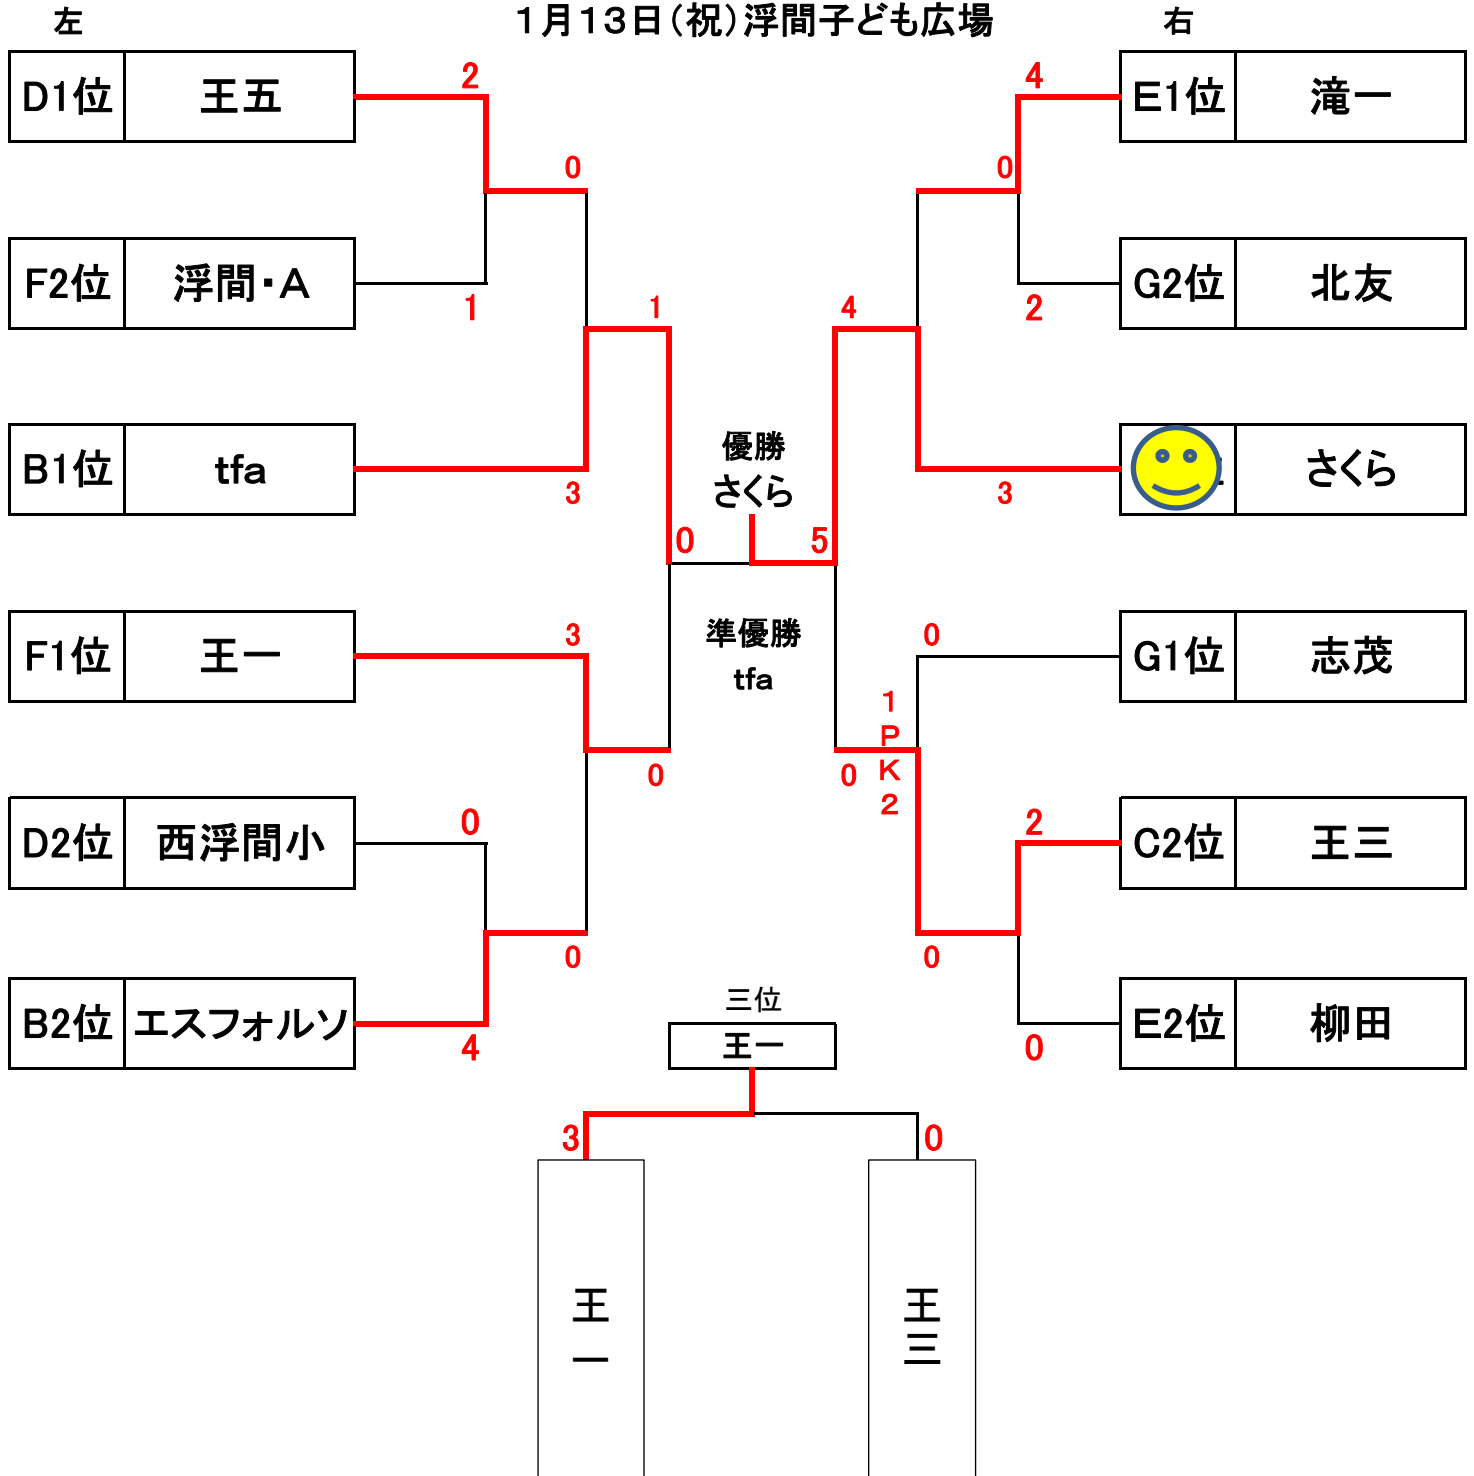 左
1月13日(祝)浮間子ども広場
右
D1位 王五
2
4
E1位 滝一
0
0
F2位 浮間・A
1
1
4
2
G2位 北友
B1位 tfa
3
優勝
さくら
3
さくら
0
5
F1位 王一
3
準優勝
tfa
0
G1位 志茂
0
0
1
P
K
2
D2位 西浮間小
0
2
C2位 王三
0
0
B2位 エスフォルソ
4
三位
王一
0
E2位 柳田
3
0
王一
王三